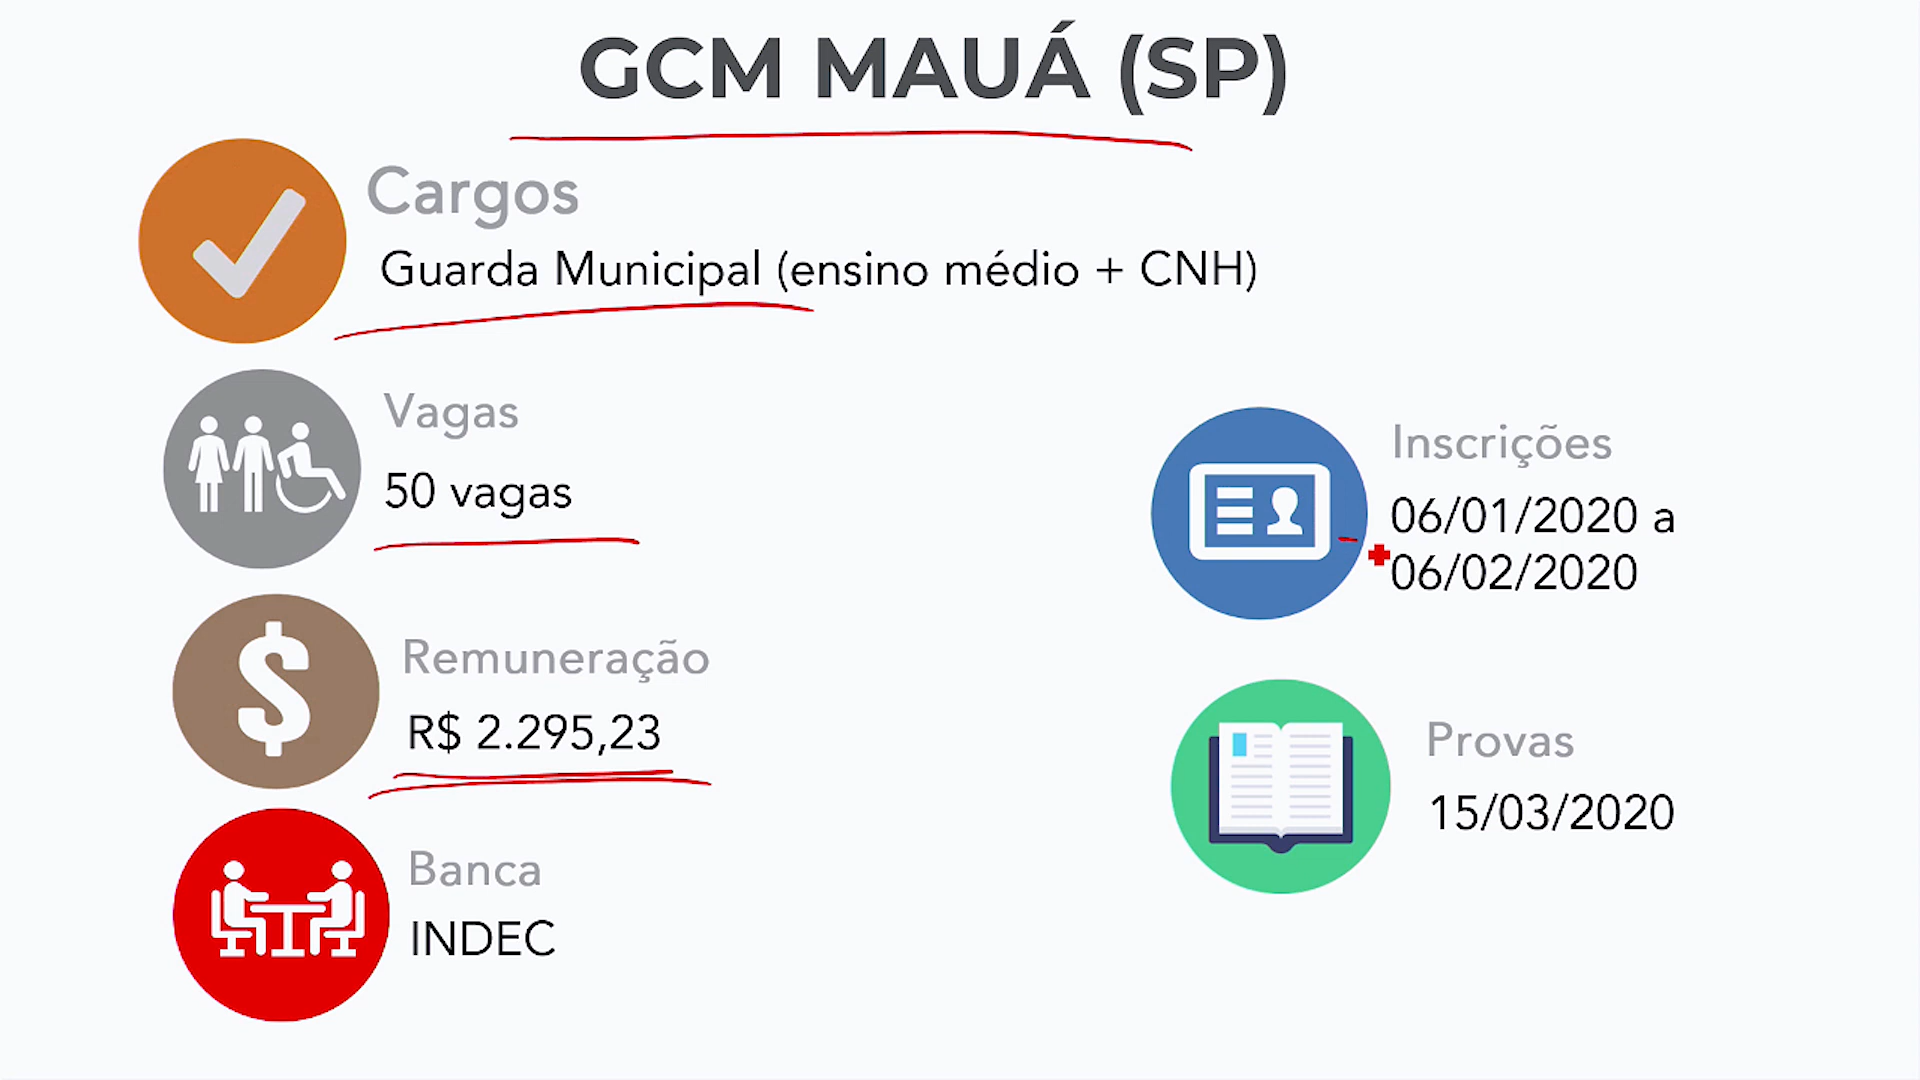 GCM MAUÁ (SP)
Cargos
Guarda Municipal (ensino médio + CNH)
Vagas
50 vagas
Remuneração
R$ 2.295,23
Banca
INDEC
Inscrições
06/01/2020 a
06/02/2020
Provas
15/03/2020